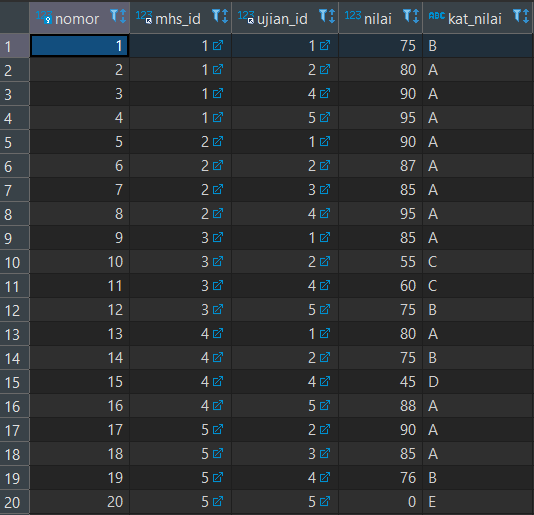 123 nomor 123 mhs_id 123 ujian_id 123 nilai ABC kat_nilai
1 1 1 1 75 B
2 2 1 2 80 A
3 3 1 4 90 A
4 4 1 5 95 A
5 5 2 1 90 A
6 6 2 2 87 A
7 7 2 3 85 A
8 8 2 4 95 A
9 9 3 1 85 A
10 10 3 2 55 C
11 11 3 4 60 C
12 12 3 5 75 B
13 13 4 1 80 A
14 14 4 2 75 B
15 15 4 4 45 D
16 16 4 5 88 A
17 17 5 2 90 A
18 18 5 3 85 A
19 19 5 4 76 B
20 20 5 5 0 E